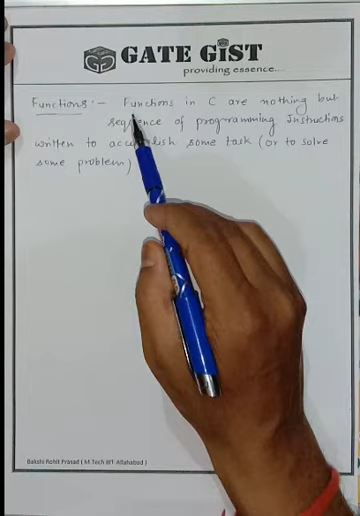 GATE GIST
providing essence....
Functions :- Functions in C are nothing but
sequence of programming Instructions
written to accomplish some task (or to solve
some problem)
Bakshi Rohit Prasad ( M.Tech IIIT Allahabad )